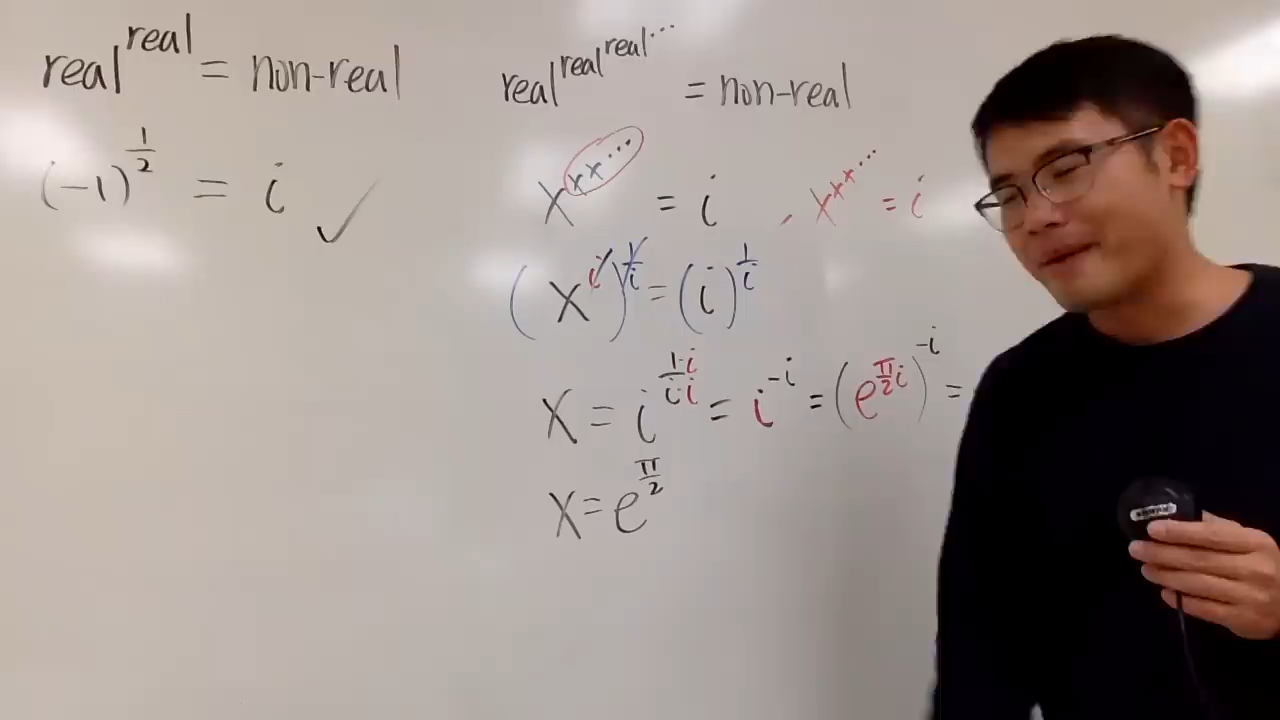 real^real = non-real
(-1)^(1/2) = i ✓
real^real^real^⋯ = non-real
x^x^x^⋯ = i , x^x^x^x^⋯ = i
(x^i)^(1/i) = (i)^(1/i)
x = i^((1·i)/(i·i)) = i^(-i) = (e^(π/2 i))^(-i) =
x = e^(π/2)